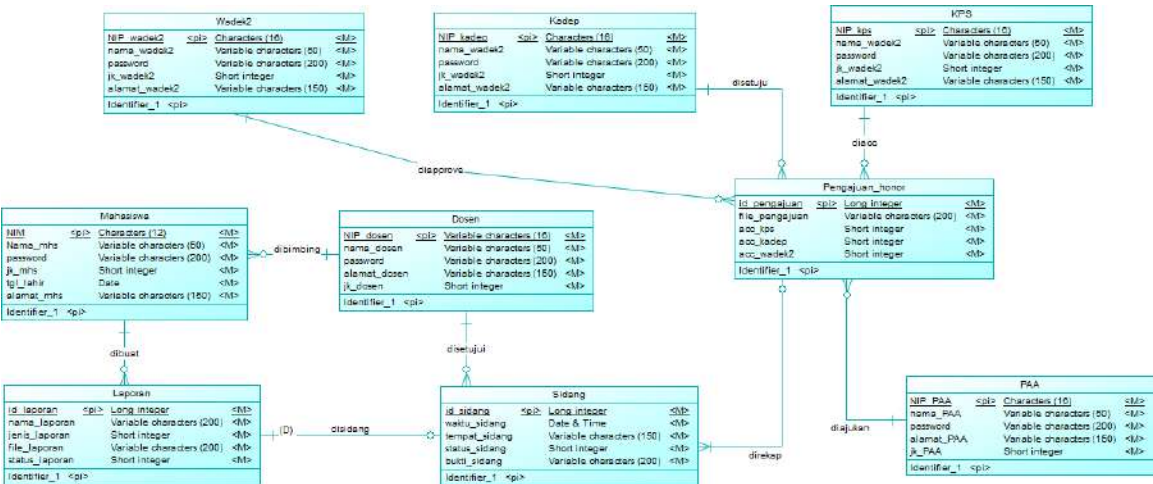 Wadek2
NIP_wadek2 <pi> Characters (16) <M>
nama_wadek2 Variable characters (50) <M>
password Variable characters (200) <M>
jk_wadek2 Short integer <M>
alamat_wadek2 Variable characters (150) <M>
Identifier_1 <pi>
Kadep
NIP_kadep <pi> Characters (16) <M>
nama_wadek2 Variable characters (50) <M>
password Variable characters (200) <M>
jk_wadek2 Short integer <M>
alamat_wadek2 Variable characters (150) <M>
Identifier_1 <pi>
KPS
NIP_kps <pi> Characters (16) <M>
nama_wadek2 Variable characters (50) <M>
password Variable characters (200) <M>
jk_wadek2 Short integer <M>
alamat_wadek2 Variable characters (150) <M>
Identifier_1 <pi>
disetuju
diacc
diapprove
Pengajuan_honor
id_pengajuan <pi> Long integer <M>
file_pengajuan Variable characters (200) <M>
acc_kps Short integer <M>
acc_kadep Short integer <M>
acc_wadek2 Short integer <M>
Identifier_1 <pi>
Mahasiswa
NIM <pi> Characters (12) <M>
Nama_mhs Variable characters (50) <M>
password Variable characters (200) <M>
jk_mhs Short integer <M>
tgl_lahir Date <M>
alamat_mhs Variable characters (150) <M>
Identifier_1 <pi>
dibimbing
Dosen
NIP_dosen <pi> Variable characters (16) <M>
nama_dosen Variable characters (50) <M>
password Variable characters (200) <M>
alamat_dosen Variable characters (150) <M>
jk_dosen Short integer <M>
Identifier_1 <pi>
dibuat
disetujui
Laporan
id_laporan <pi> Long integer <M>
nama_laporan Variable characters (200) <M>
jenis_laporan Short integer <M>
file_laporan Variable characters (200) <M>
status_laporan Short integer <M>
Identifier_1 <pi>
(D)
disidang
Sidang
id_sidang <pi> Long integer <M>
waktu_sidang Date & Time <M>
tempat_sidang Variable characters (150) <M>
status_sidang Short integer <M>
bukti_sidang Variable characters (200) <M>
Identifier_1 <pi>
direkap
diajukan
PAA
NIP_PAA <pi> Characters (16) <M>
nama_PAA Variable characters (50) <M>
password Variable characters (200) <M>
alamat_PAA Variable characters (150) <M>
jk_PAA Short integer <M>
Identifier_1 <pi>